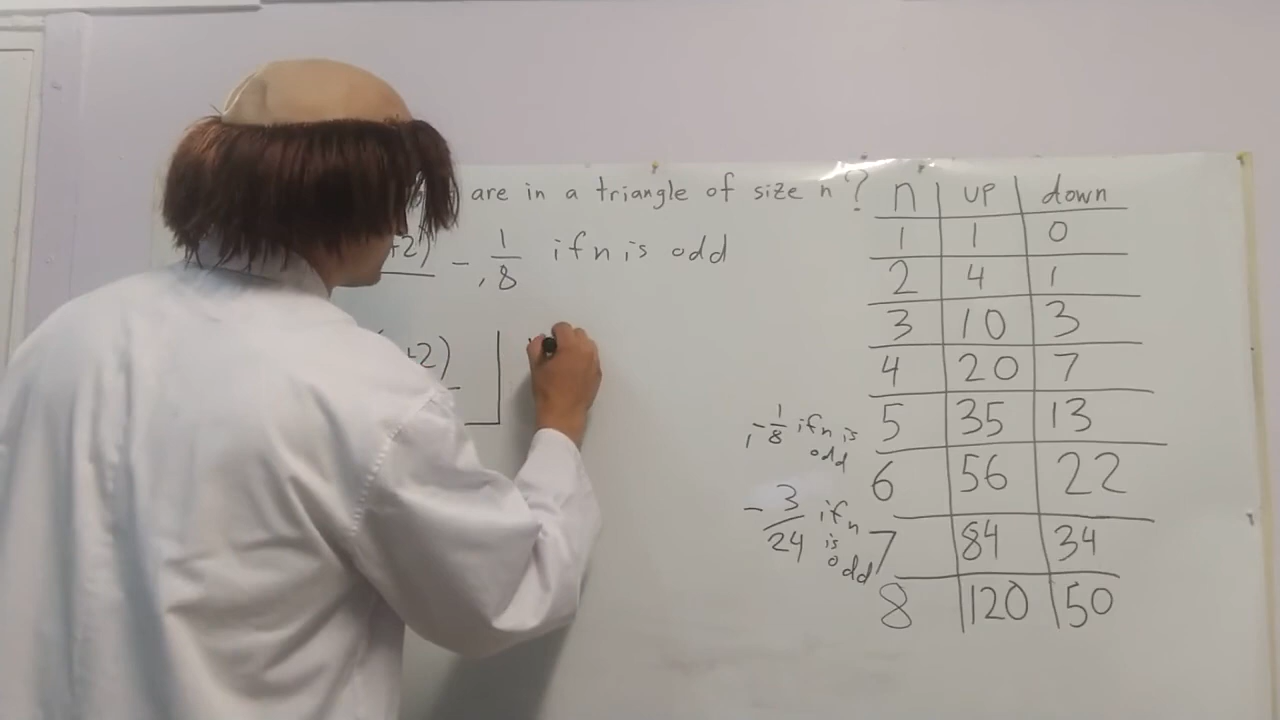 are in a triangle of size n?
+2) - 1/8 if n is odd
+2)
n up down
1 1 0
2 4 1
3 10 3
4 20 7
5 35 13
6 56 22
7 84 34
8 120 50
- 1/8 if n is
odd
- 3/24 if n
is
odd